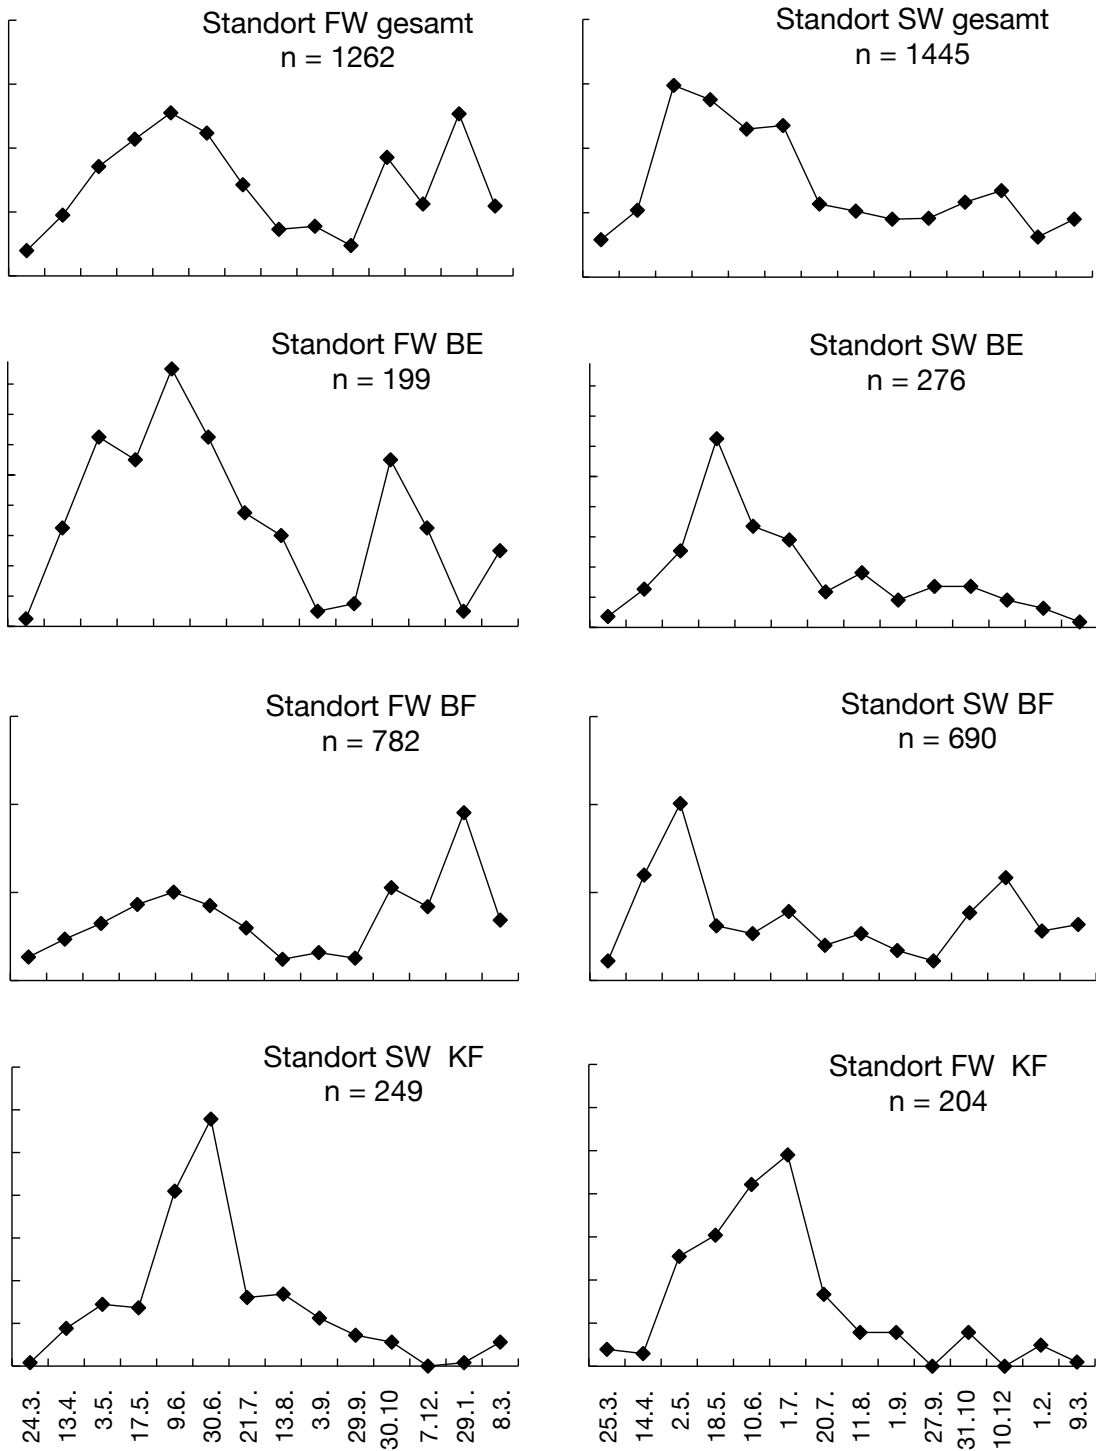 Standort FW gesamt
n = 1262
Standort SW gesamt
n = 1445
Standort FW BE
n = 199
Standort SW BE
n = 276
Standort FW BF
n = 782
Standort SW BF
n = 690
Standort SW KF
n = 249
Standort FW KF
n = 204
24.3.
13.4.
3.5.
17.5.
9.6.
30.6.
21.7.
13.8.
3.9.
29.9.
30.10
7.12.
29.1.
8.3.
25.3.
14.4.
2.5.
18.5.
10.6.
1.7.
20.7.
11.8.
1.9.
27.9.
31.10
10.12
1.2.
9.3.